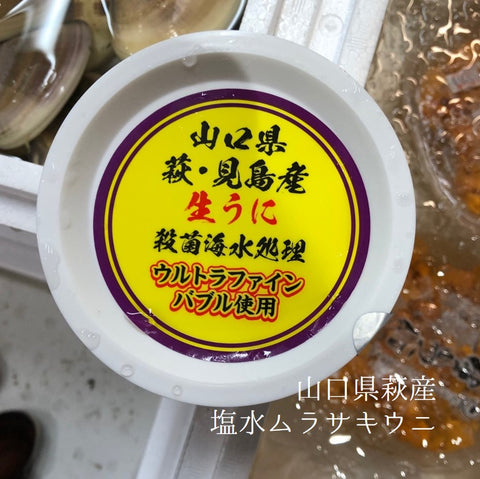 山口県
萩・見島産
生うに
殺菌海水処理
ウルトラファイン
バブル使用
山口県萩産
塩水ムラサキウニ